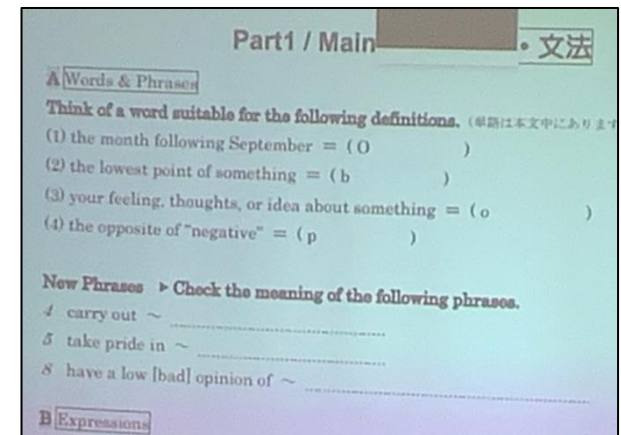 Part1 / Main ・文法
A Words & Phrases
Think of a word suitable for the following definitions. (単語は本文中にあります
(1) the month following September = ( O )
(2) the lowest point of something = ( b )
(3) your feeling, thoughts, or idea about something = ( o )
(4) the opposite of "negative" = ( p )
New Phrases ▶ Check the meaning of the following phrases.
4 carry out ~
5 take pride in ~
8 have a low [bad] opinion of ~
B Expressions